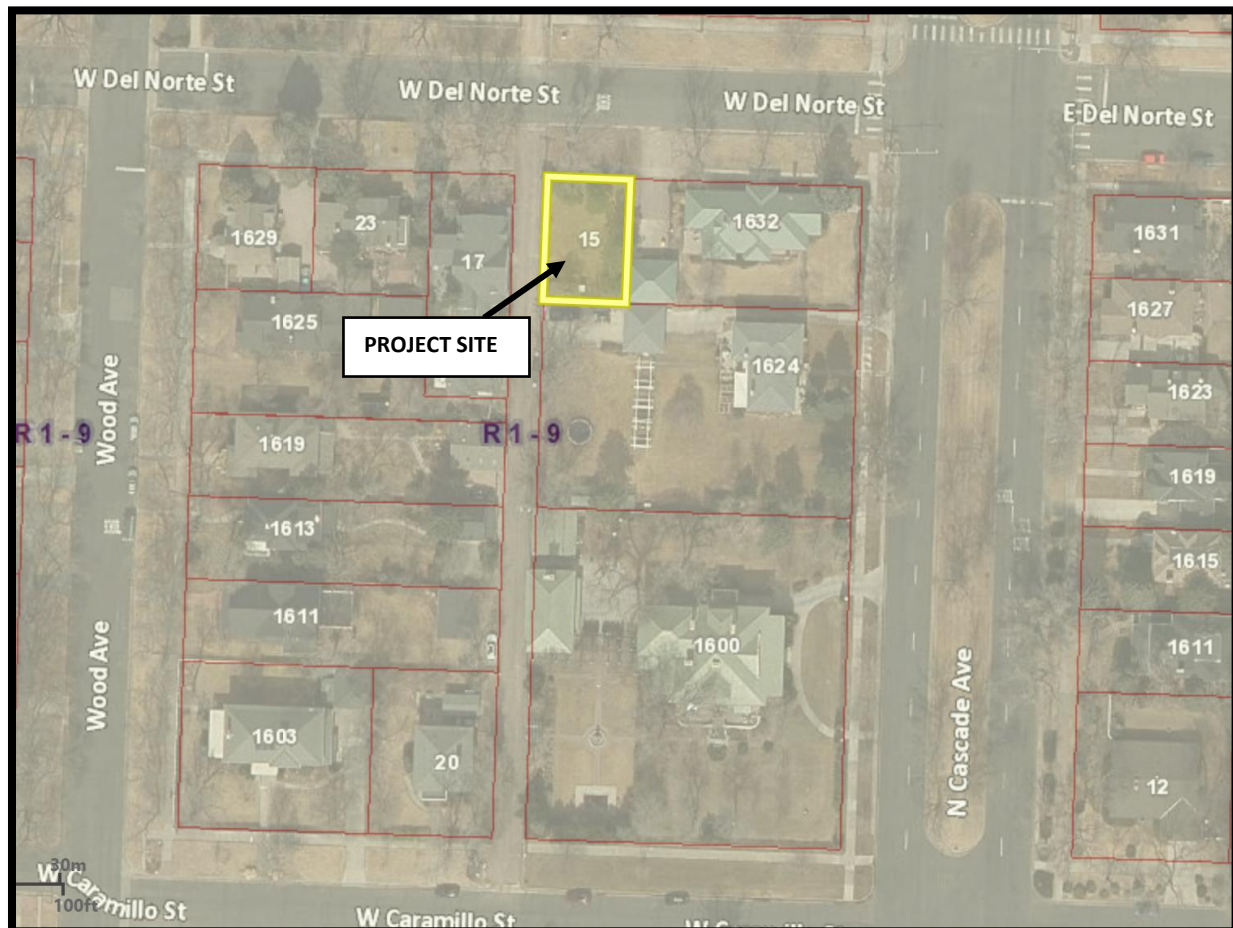 W Del Norte St
W Del Norte St
W Del Norte St
E Del Norte St
1629
23
17
15
1632
1631
1625
PROJECT SITE
1624
1627
1623
Wood Ave
R 1 - 9
1619
R 1 - 9
1619
1613
1615
1611
1600
1611
Wood Ave
1603
20
N Cascade Ave
12
30m
100ft
W Caramillo St
W Caramillo St